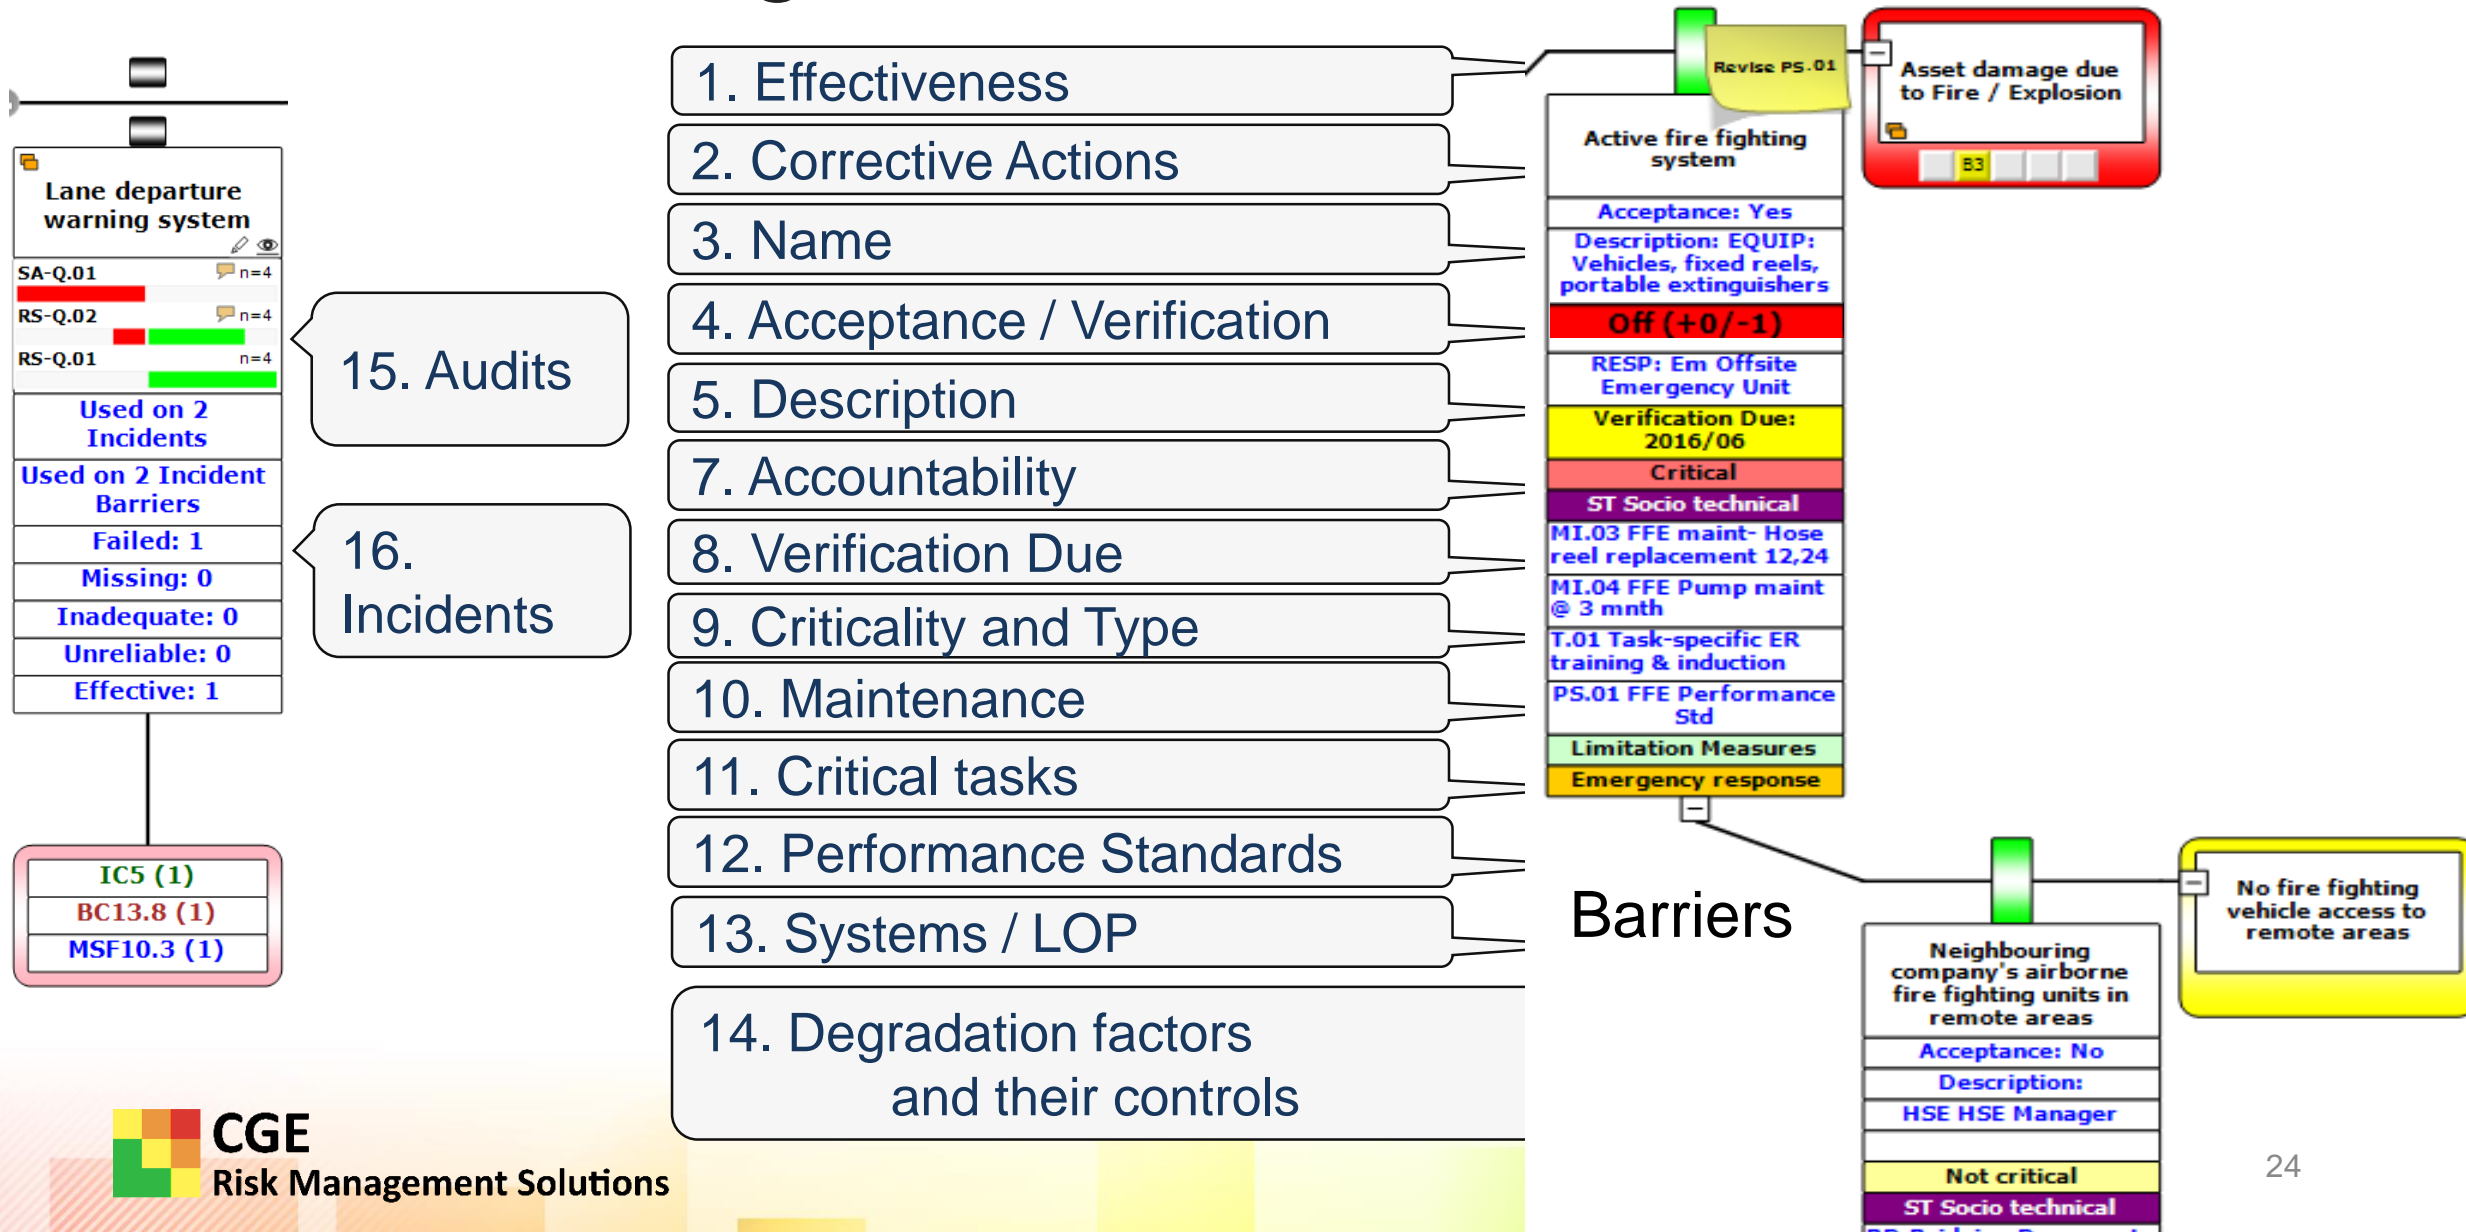 Lane departure
warning system
SA-Q.01 n=4
RS-Q.02 n=4
RS-Q.01 n=4
Used on 2
Incidents
Used on 2 Incident
Barriers
Failed: 1
Missing: 0
Inadequate: 0
Unreliable: 0
Effective: 1
IC5 (1)
BC13.8 (1)
MSF10.3 (1)
15. Audits
16.
Incidents
1. Effectiveness
2. Corrective Actions
3. Name
4. Acceptance / Verification
5. Description
7. Accountability
8. Verification Due
9. Criticality and Type
10. Maintenance
11. Critical tasks
12. Performance Standards
13. Systems / LOP
14. Degradation factors
and their controls
Revise PS.01
Asset damage due
to Fire / Explosion
B3
Active fire fighting
system
Acceptance: Yes
Description: EQUIP:
Vehicles, fixed reels,
portable extinguishers
Off (+0/-1)
RESP: Em Offsite
Emergency Unit
Verification Due:
2016/06
Critical
ST Socio technical
MI.03 FFE maint- Hose
reel replacement 12,24
MI.04 FFE Pump maint
@ 3 mnth
T.01 Task-specific ER
training & induction
PS.01 FFE Performance
Std
Limitation Measures
Emergency response
Barriers
No fire fighting
vehicle access to
remote areas
Neighbouring
company's airborne
fire fighting units in
remote areas
Acceptance: No
Description:
HSE HSE Manager
Not critical
ST Socio technical
CGE
Risk Management Solutions
24